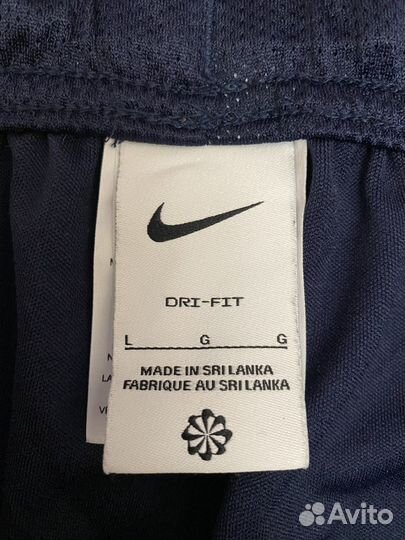 DRI-FIT
L G G
MADE IN SRI LANKA
FABRIQUE AU SRI LANKA
Avito